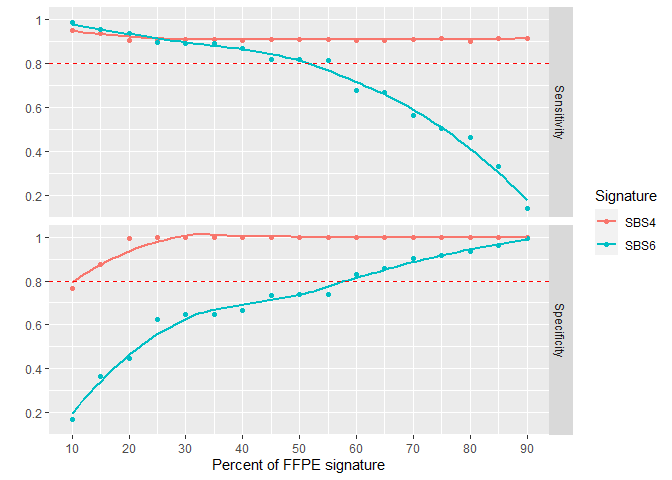 1
0.8
0.6
0.4
0.2
Sensitivity
1
0.8
0.6
0.4
0.2
Specificity
10 20 30 40 50 60 70 80 90
Percent of FFPE signature
Signature
SBS4
SBS6